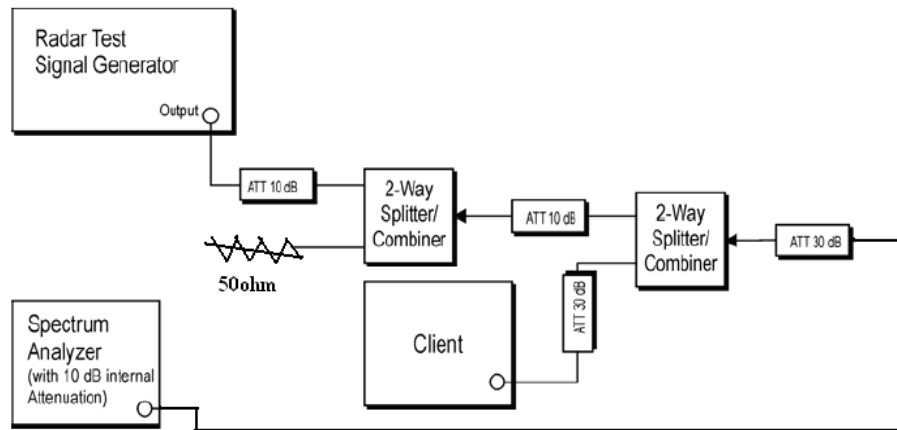 Radar Test
Signal Generator
Output
ATT 10 dB
2-Way
Splitter/
Combiner
ATT 10 dB
2-Way
Splitter/
Combiner
ATT 30 dB
50ohm
ATT 30 dB
Client
Spectrum
Analyzer
(with 10 dB internal
Attenuation)